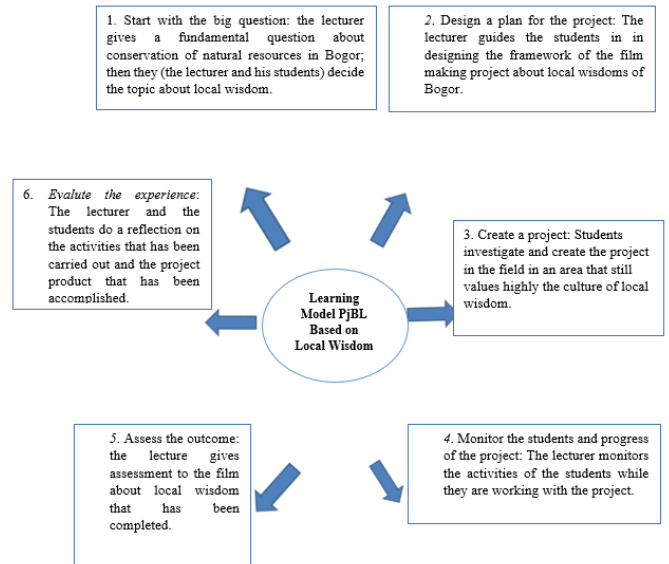 1. Start with the big question: the lecturer
gives a fundamental question about
conservation of natural resources in Bogor;
then they (the lecturer and his students) decide
the topic about local wisdom.
2. Design a plan for the project: The
lecturer guides the students in in
designing the framework of the film
making project about local wisdoms of
Bogor.
3. Create a project: Students
investigate and create the project
in the field in an area that still
values highly the culture of local
wisdom.
4. Monitor the students and progress
of the project: The lecturer monitors
the activities of the students while
they are working with the project.
5. Assess the outcome:
the lecture gives
assessment to the film
about local wisdom
that has been
completed.
6. Evalute the experience:
The lecturer and the
students do a reflection on
the activities that has been
carried out and the project
product that has been
accomplished.
Learning
Model PjBL
Based on
Local Wisdom